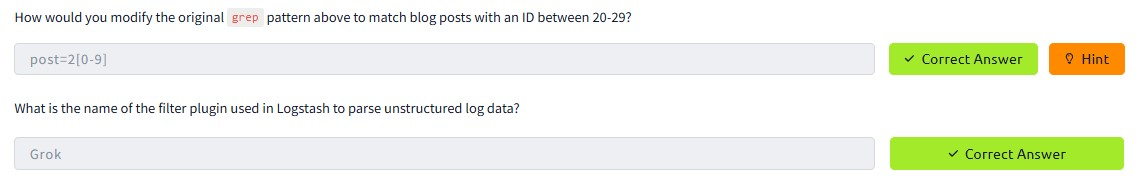 How would you modify the original grep pattern above to match blog posts with an ID between 20-29?
post=2[0-9]
Correct Answer
Hint
What is the name of the filter plugin used in Logstash to parse unstructured log data?
Grok
Correct Answer